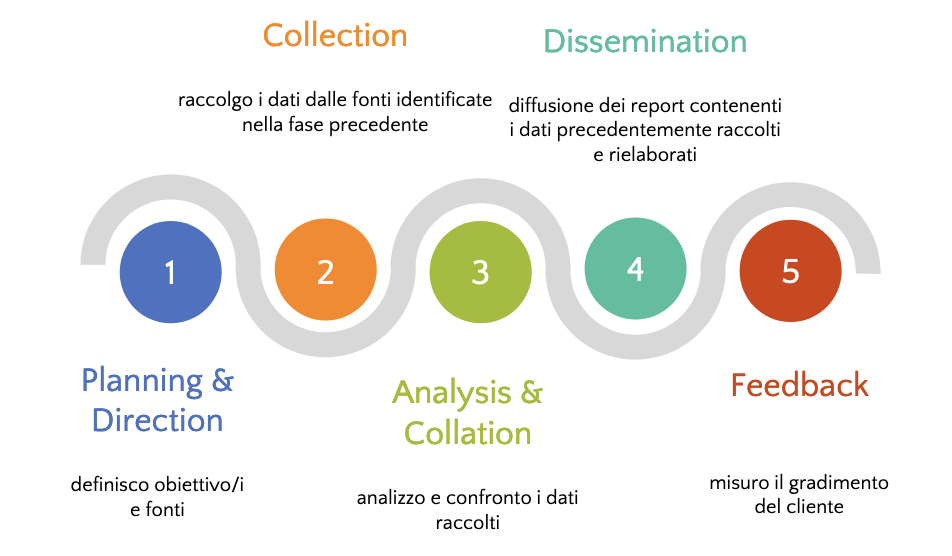 Collection
raccolgo i dati dalle fonti identificate
nella fase precedente
Dissemination
diffusione dei report contenenti
i dati precedentemente raccolti
e rielaborati
1
2
3
4
5
Planning &
Direction
definisco obiettivo/i
e fonti
Analysis &
Collation
analizzo e confronto i dati
raccolti
Feedback
misuro il gradimento
del cliente